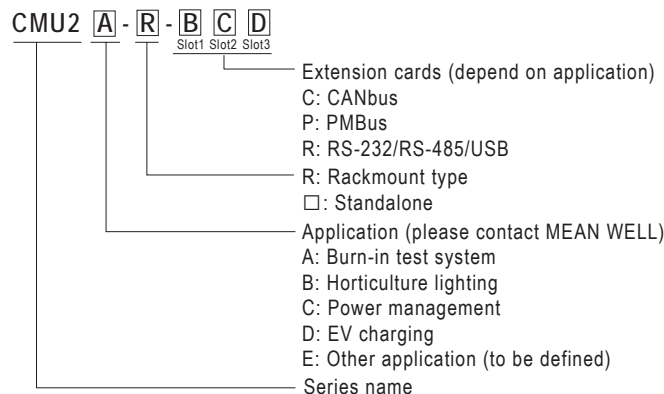 CMU2 A - R - B C D
Slot1 Slot2 Slot3
Extension cards (depend on application)
C: CANbus
P: PMBus
R: RS-232/RS-485/USB
R: Rackmount type
□: Standalone
Application (please contact MEAN WELL)
A: Burn-in test system
B: Horticulture lighting
C: Power management
D: EV charging
E: Other application (to be defined)
Series name